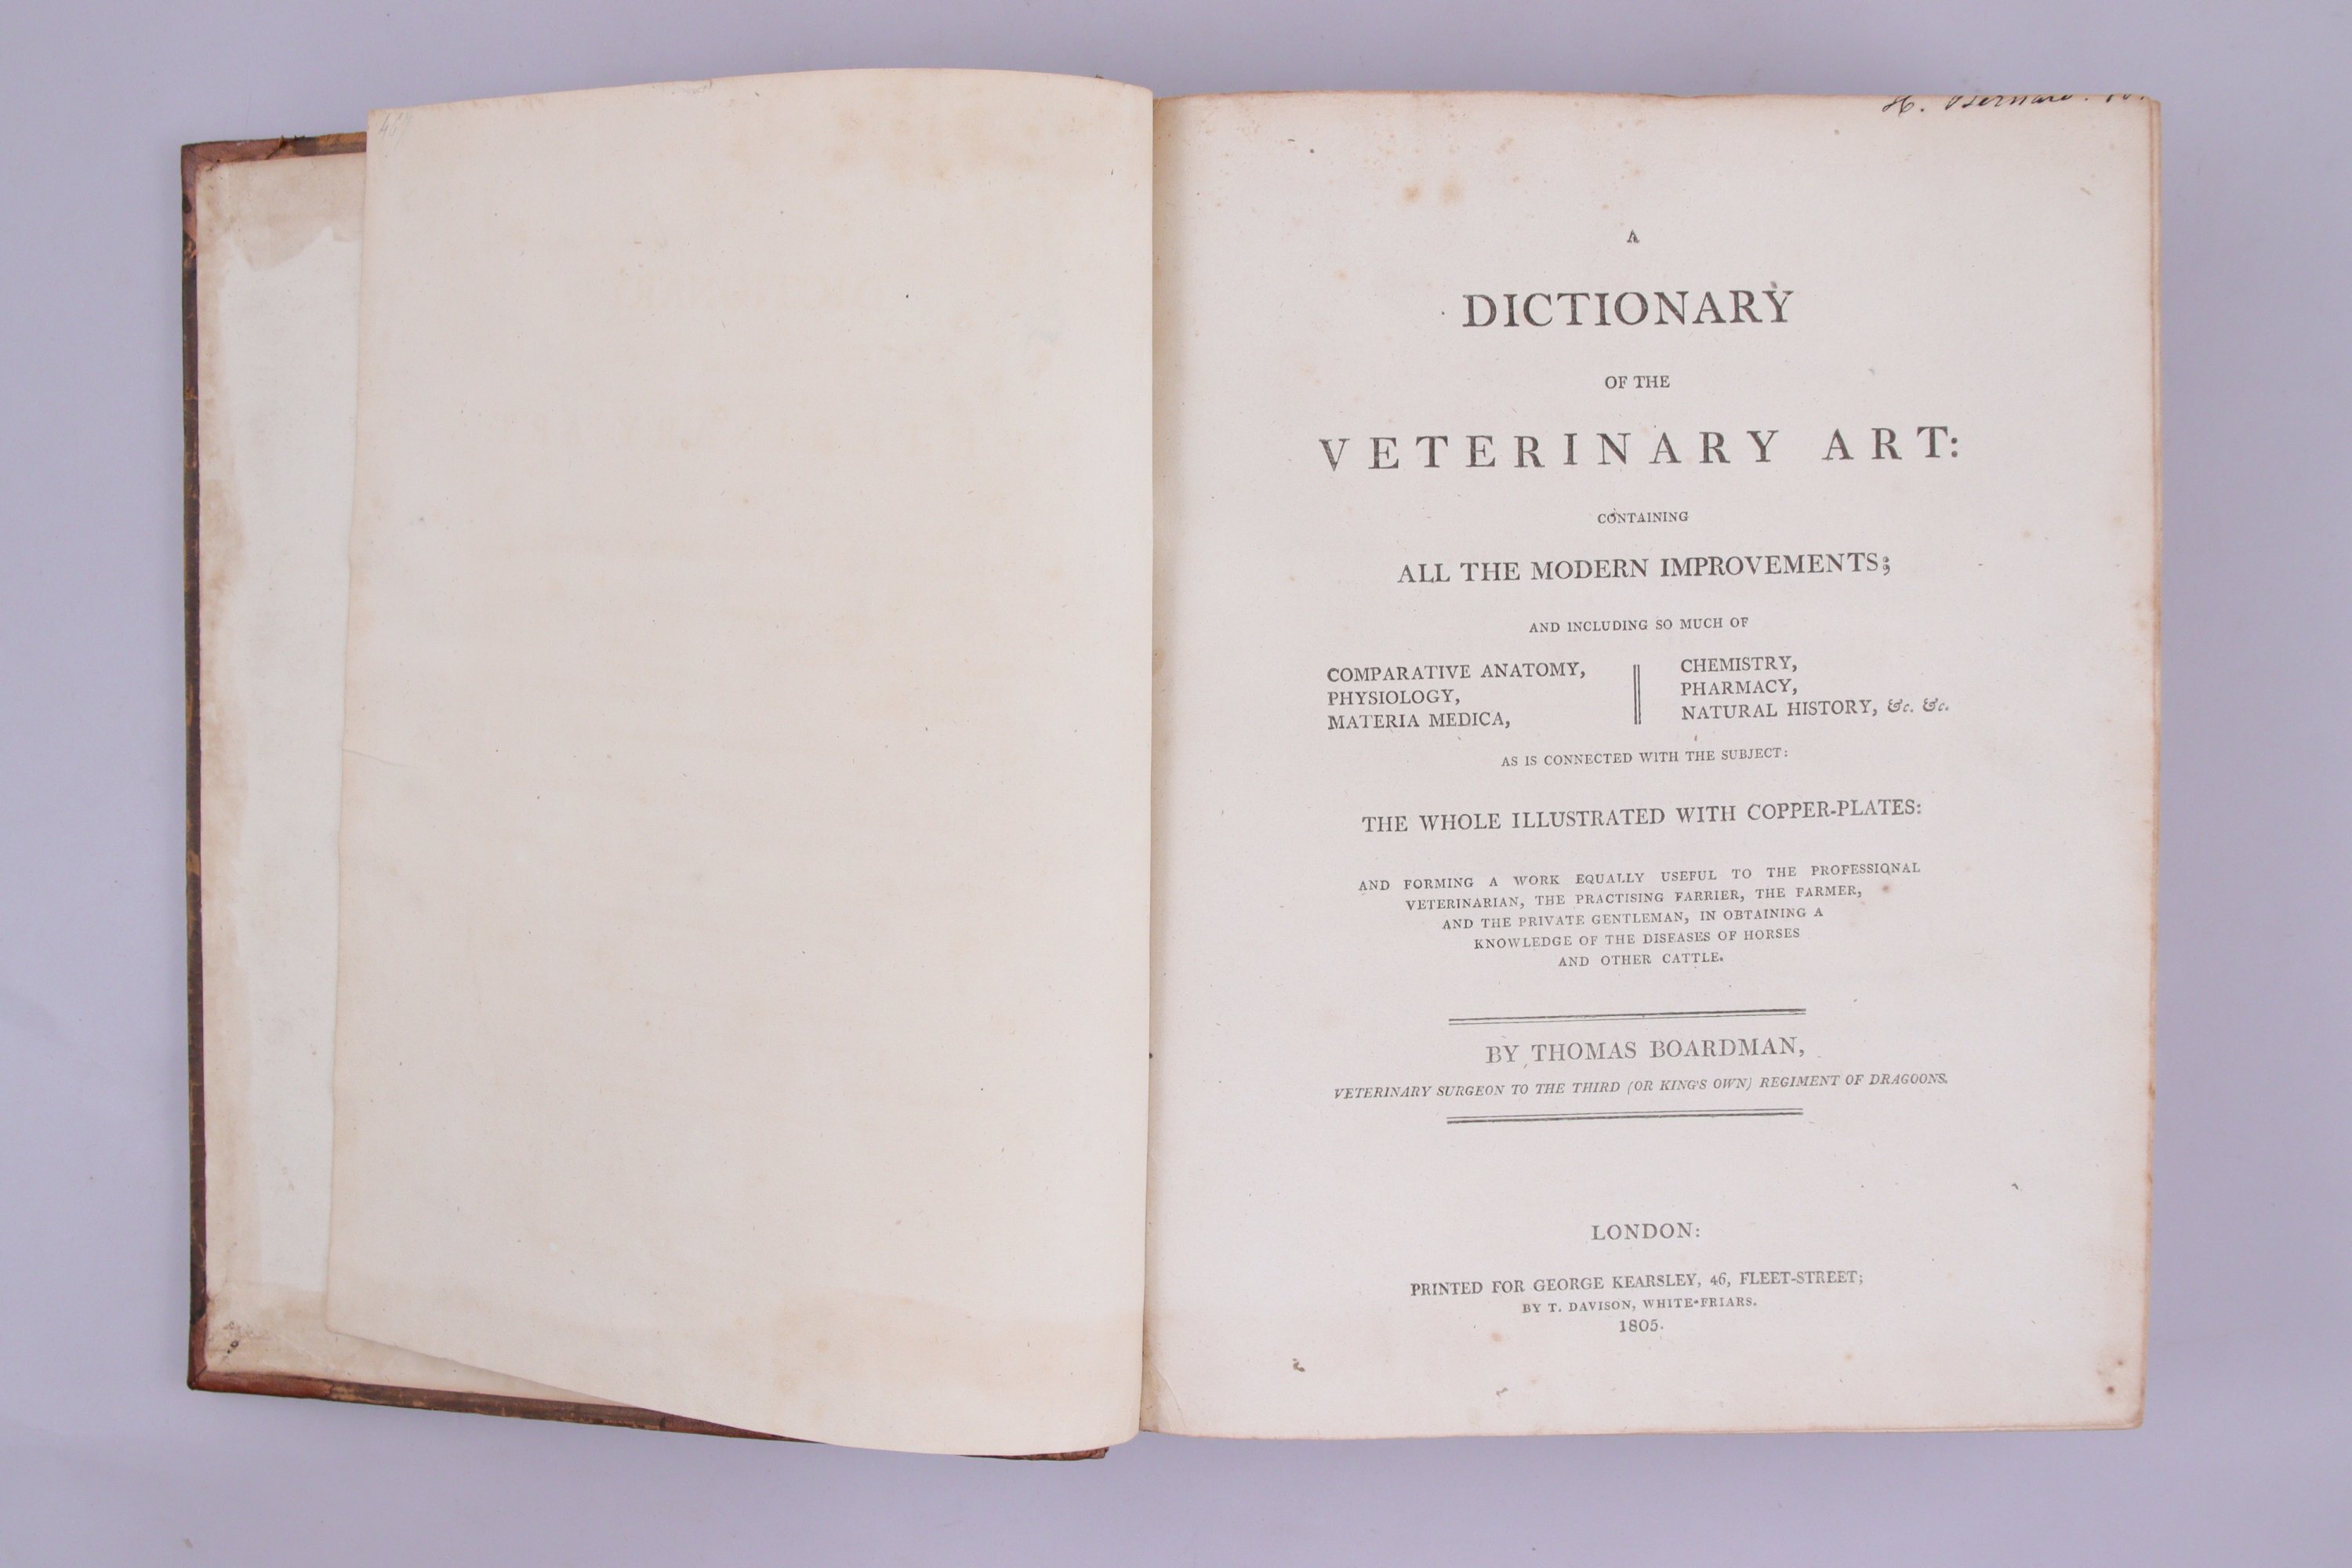 H.
A
DICTIONARY
OF THE
VETERINARY ART:
CONTAINING
ALL THE MODERN IMPROVEMENTS;
AND INCLUDING SO MUCH OF
COMPARATIVE ANATOMY,
PHYSIOLOGY,
MATERIA MEDICA,
CHEMISTRY,
PHARMACY,
NATURAL HISTORY, &c. &c.
AS IS CONNECTED WITH THE SUBJECT:
THE WHOLE ILLUSTRATED WITH COPPER-PLATES:
AND FORMING A WORK EQUALLY USEFUL TO THE PROFESSIONAL
VETERINARIAN, THE PRACTISING FARRIER, THE FARMER,
AND THE PRIVATE GENTLEMAN, IN OBTAINING A
KNOWLEDGE OF THE DISEASES OF HORSES
AND OTHER CATTLE.
BY THOMAS BOARDMAN,
VETERINARY SURGEON TO THE THIRD (OR KING'S OWN) REGIMENT OF DRAGOONS.
LONDON:
PRINTED FOR GEORGE KEARSLEY, 46, FLEET-STREET;
BY T. DAVISON, WHITE-FRIARS.
1805.